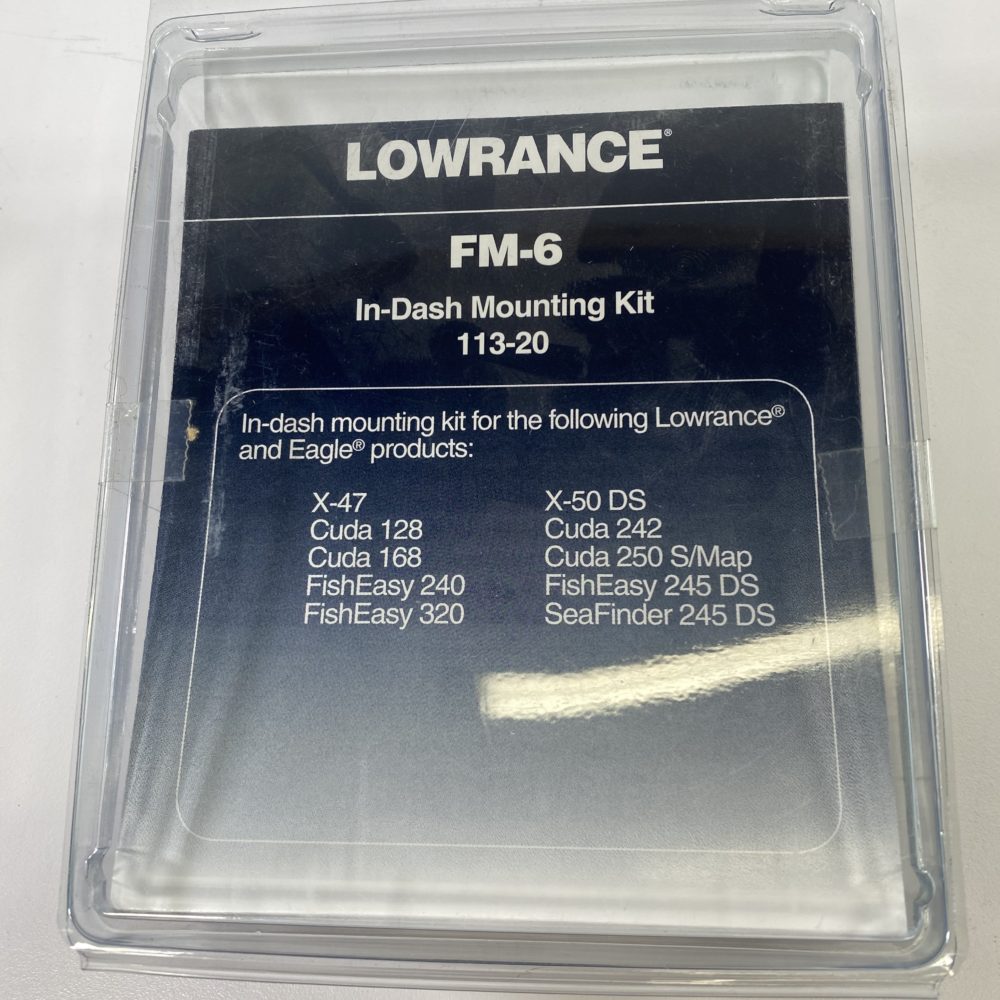 LOWRANCE®
FM-6
In-Dash Mounting Kit
113-20
In-dash mounting kit for the following Lowrance®
and Eagle® products:
X-47
Cuda 128
Cuda 168
FishEasy 240
FishEasy 320
X-50 DS
Cuda 242
Cuda 250 S/Map
FishEasy 245 DS
SeaFinder 245 DS